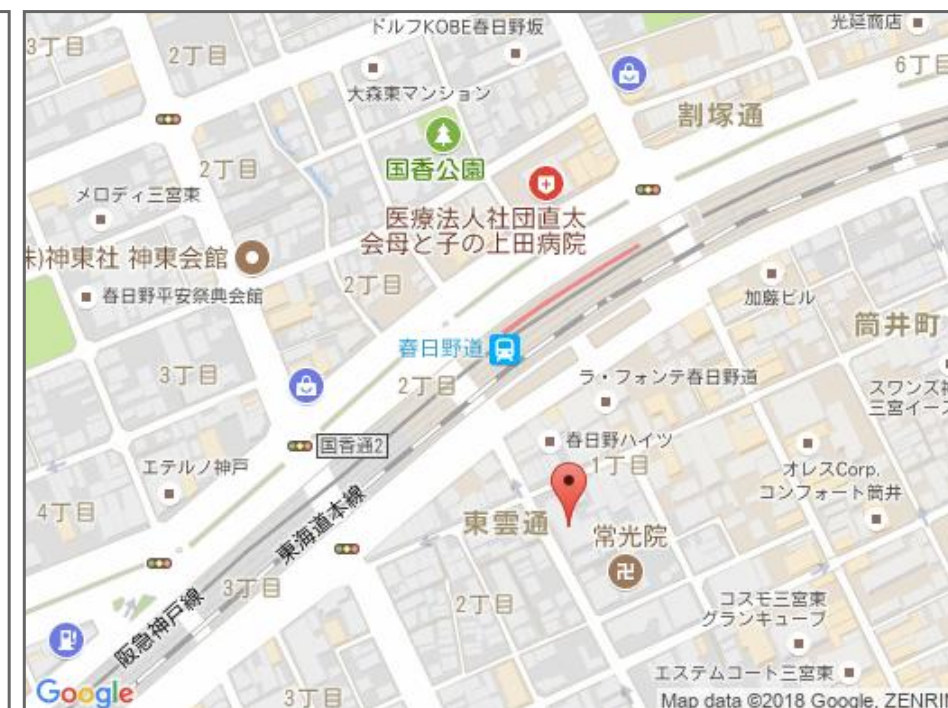 3丁目
2丁目
ドルフKOBE春日野坂
光延商店
6丁目
大森東マンション
割塚通
2丁目
国香公園
メロディ三宮東
医療法人社団直太
会母と子の上田病院
)神東社 神東会館
春日野平安祭典会館
2丁目
加藤ビル
筒井町
春日野道
3丁目
2丁目
ラ・フォンテ春日野道
スワンズ
三宮イー
国香通2
春日野ハイツ
1丁目
エテルノ神戸
オレスCorp.
コンフォート筒井
4丁目
東海道本線
東雲通
常光院
3丁目
2丁目
コスモ三宮東
グランキューブ
阪急神戸線
エステムコート三宮東
3丁目
Google
Map data ©2018 Google, ZENRI